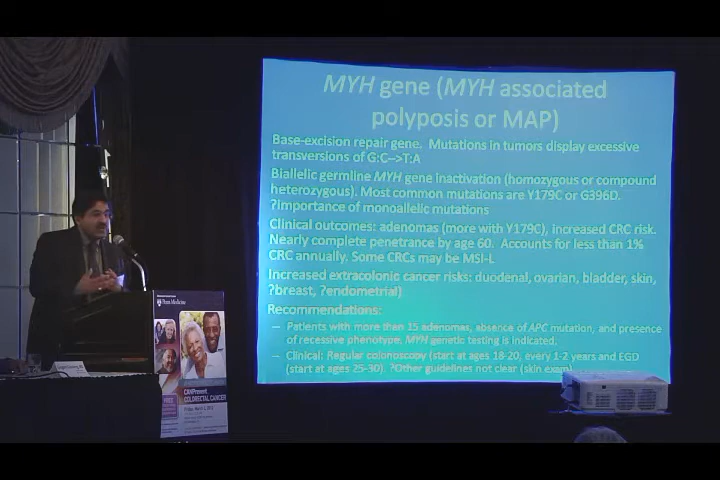 MYH gene (MYH associated
polyposis or MAP)
Base-excision repair gene. Mutations in tumors display excessive
transversions of G:C-->T:A
Biallelic germline MYH gene inactivation (homozygous or compound
heterozygous). Most common mutations are Y179C or G396D.
?Importance of monoallelic mutations
Clinical outcomes: adenomas (more with Y179C), increased CRC risk.
Nearly complete penetrance by age 60. Accounts for less than 1%
CRC annually. Some CRCs may be MSI-L
Increased extracolonic cancer risks: duodenal, ovarian, bladder, skin,
?breast, ?endometrial)
Recommendations:
– Patients with more than 15 adenomas, absence of APC mutation, and presence
of recessive phenotype, MYH genetic testing is indicated.
– Clinical: Regular colonoscopy (start at ages 18-20, every 1-2 years and EGD
(start at ages 25-30). ?Other guidelines not clear (skin exam)
Penn Medicine
FREE
CANPrevent
COLORECTAL CANCER